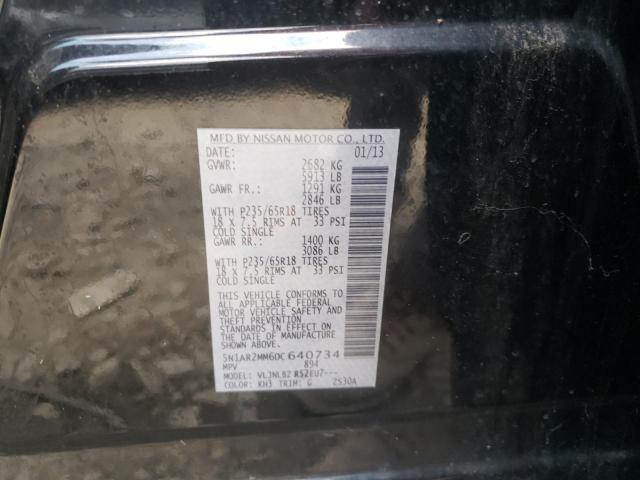 MFD BY NISSAN MOTOR CO., LTD.
DATE: 01/13
GVWR: 2682 KG
5913 LB
GAWR FR.: 1291 KG
2846 LB
WITH P235/65R18 TIRES
18 X 7.5 RIMS AT 33 PSI
COLD SINGLE
GAWR RR.: 1400 KG
3086 LB
WITH P235/65R18 TIRES
18 X 7.5 RIMS AT 33 PSI
COLD SINGLE
THIS VEHICLE CONFORMS TO
ALL APPLICABLE FEDERAL
MOTOR VEHICLE SAFETY AND
THEFT PREVENTION
STANDARDS IN EFFECT ON
THE DATE OF MANUFACTURE
SHOWN ABOVE.
5N1AR2MM6DC640734
MPV 894
MODEL: VLJNLBZ R52EUZ---
COLOR: KH3 TRIM: G ZS30A